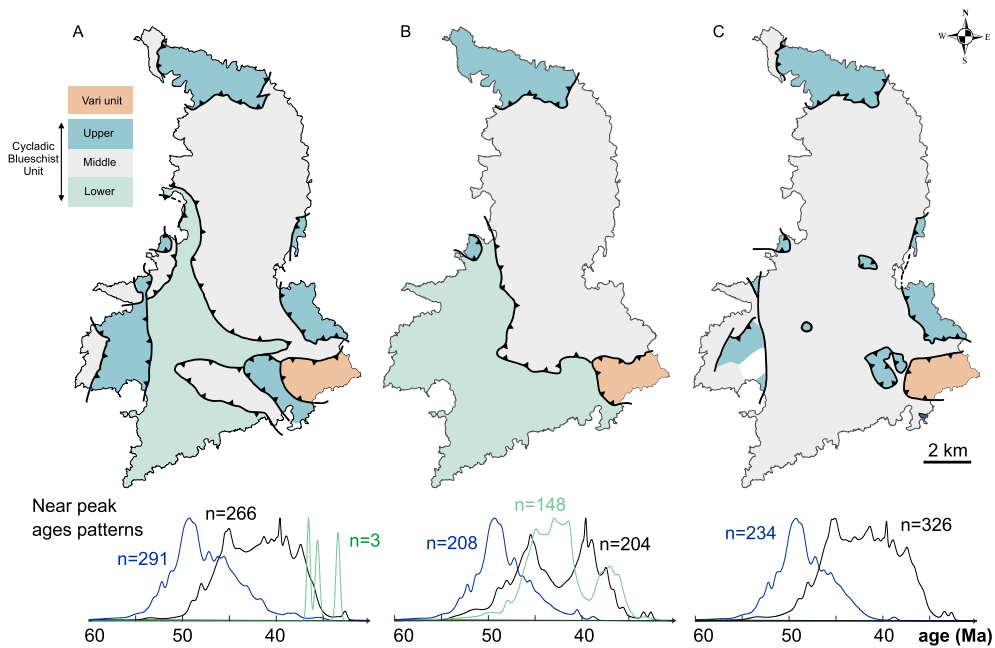 A
B
C
N
W
E
S
Vari unit
Upper
Cycladic
Blueschist
Unit
Middle
Lower
2 km
Near peak
ages patterns
n=291
n=266
n=3
n=208
n=148
n=204
n=234
n=326
60
50
40
60
50
40
60
50
40
age (Ma)